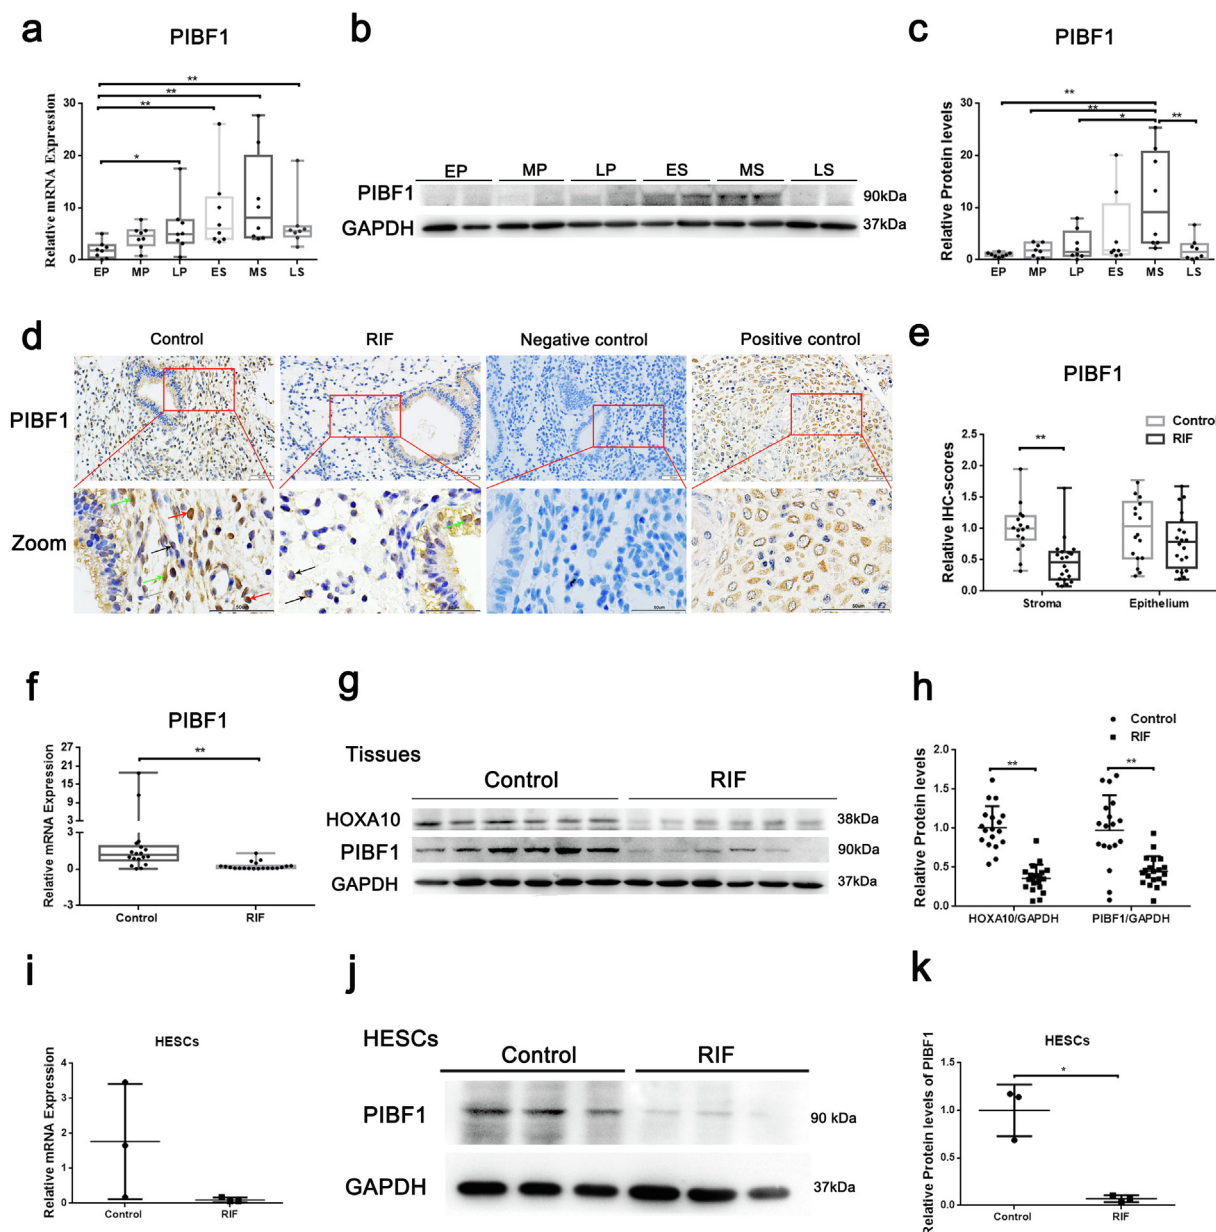 a
PIBF1
Relative mRNA Expression
30
20
10
0
**
**
**
*
EP MP LP ES MS LS
b
EP MP LP ES MS LS
PIBF1
90kDa
GAPDH
37kDa
c
PIBF1
Relative Protein levels
30
20
10
0
**
**
*
**
EP MP LP ES MS LS
d
Control RIF Negative control Positive control
PIBF1
Zoom
50um
50um
50um
e
PIBF1
Control
RIF
Relative IHC-scores
2.5
2.0
1.5
1.0
0.5
0.0
**
Stroma Epithelium
f
PIBF1
Relative mRNA Expression
27
21
15
9
3
3
0
-3
**
Control RIF
g
Tissues
Control RIF
HOXA10
38kDa
PIBF1
90kDa
GAPDH
37kDa
h
Control
RIF
Relative Protein levels
2.0
1.5
1.0
0.5
0.0
**
**
HOXA10/GAPDH PIBF1/GAPDH
i
HESCs
Relative mRNA Expression
4
3
2
1
0
Control RIF
j
HESCs
Control RIF
PIBF1
90 kDa
GAPDH
37kDa
k
HESCs
Relative Protein levels of PIBF1
1.5
1.0
0.5
0.0
*
Control RIF